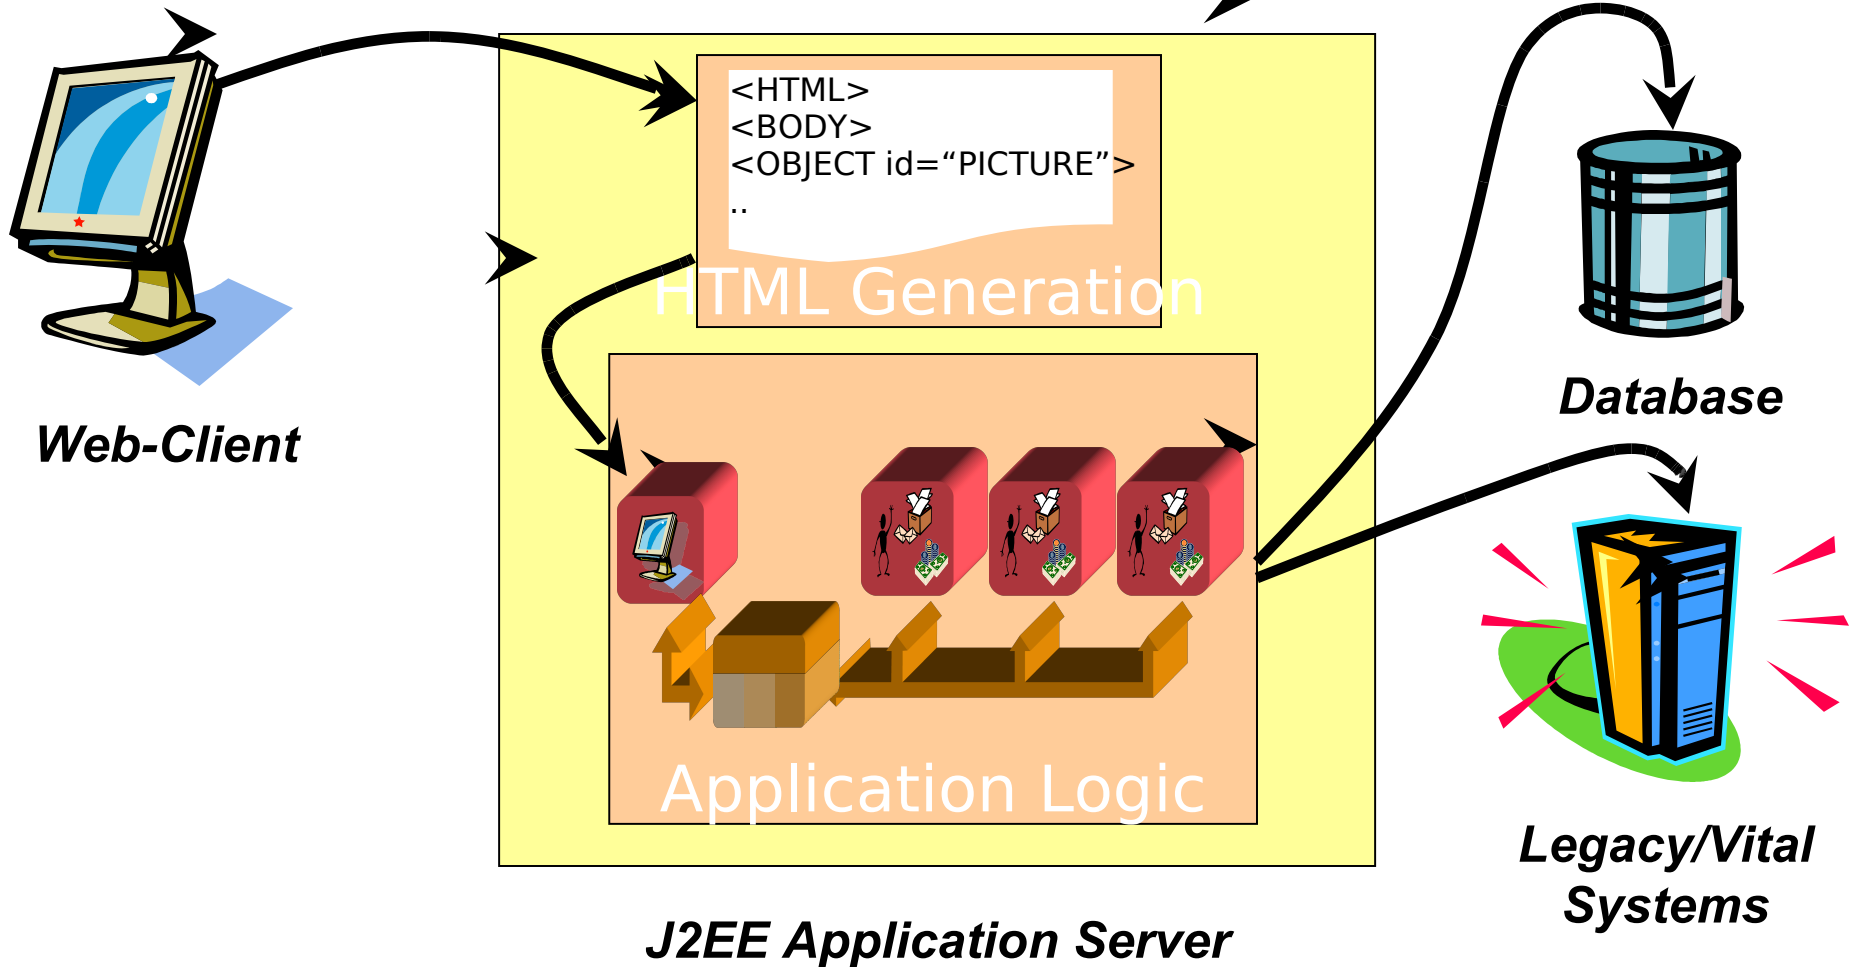 <HTML>
<BODY>
<OBJECT id=“PICTURE”>
..
HTML Generation
Web-Client
Database
Application Logic
Legacy/Vital
Systems
J2EE Application Server